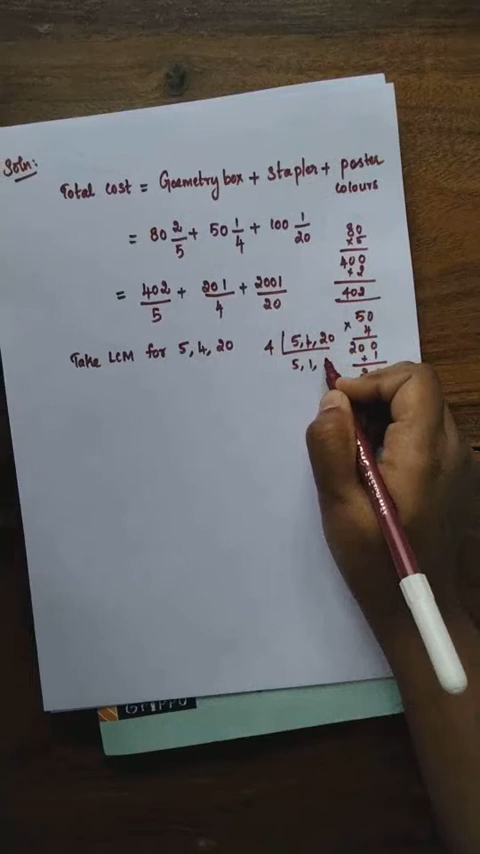 Soln:
Total cost = Geometry box + Stapler + poster colours
= 80 2/5 + 50 1/4 + 100 1/20
80
×5
400
+2
402
= 402/5 + 201/4 + 2001/20
50
× 4
200
+1
Take LCM for 5, 4, 20
4 | 5, 4, 20
5, 1,